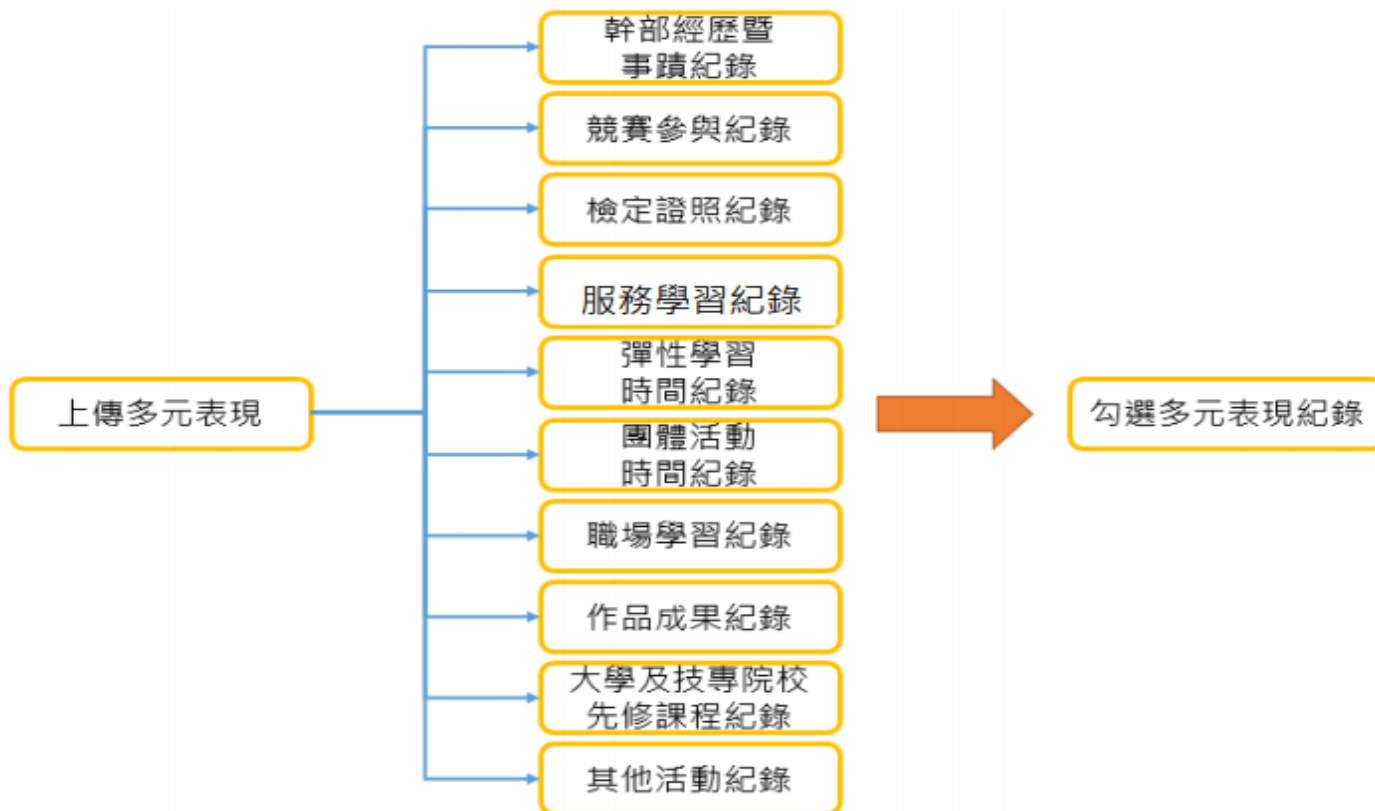 上傳多元表現
幹部經歷暨
事蹟紀錄
競賽參與紀錄
檢定證照紀錄
服務學習紀錄
彈性學習
時間紀錄
團體活動
時間紀錄
職場學習紀錄
作品成果紀錄
大學及技專院校
先修課程紀錄
其他活動紀錄
勾選多元表現紀錄